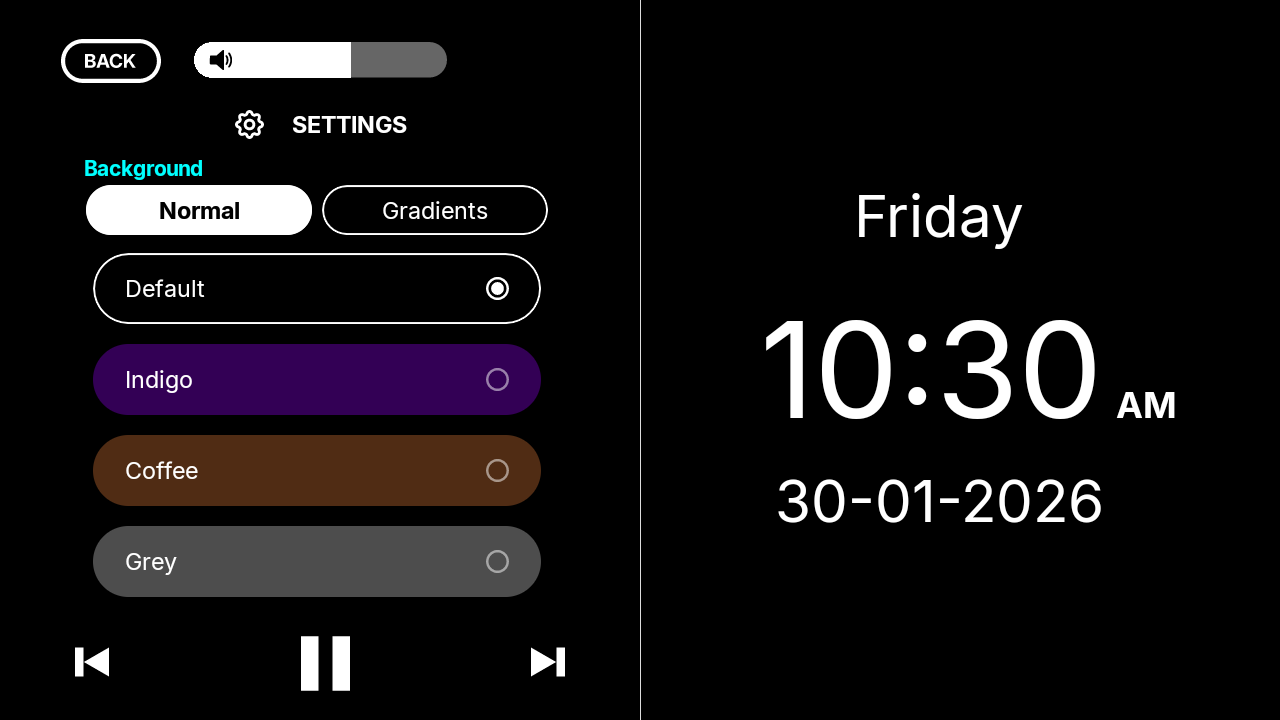 BACK
SETTINGS
Background
Normal
Gradients
Default
Indigo
Coffee
Grey
Friday
10:30 AM
30-01-2026